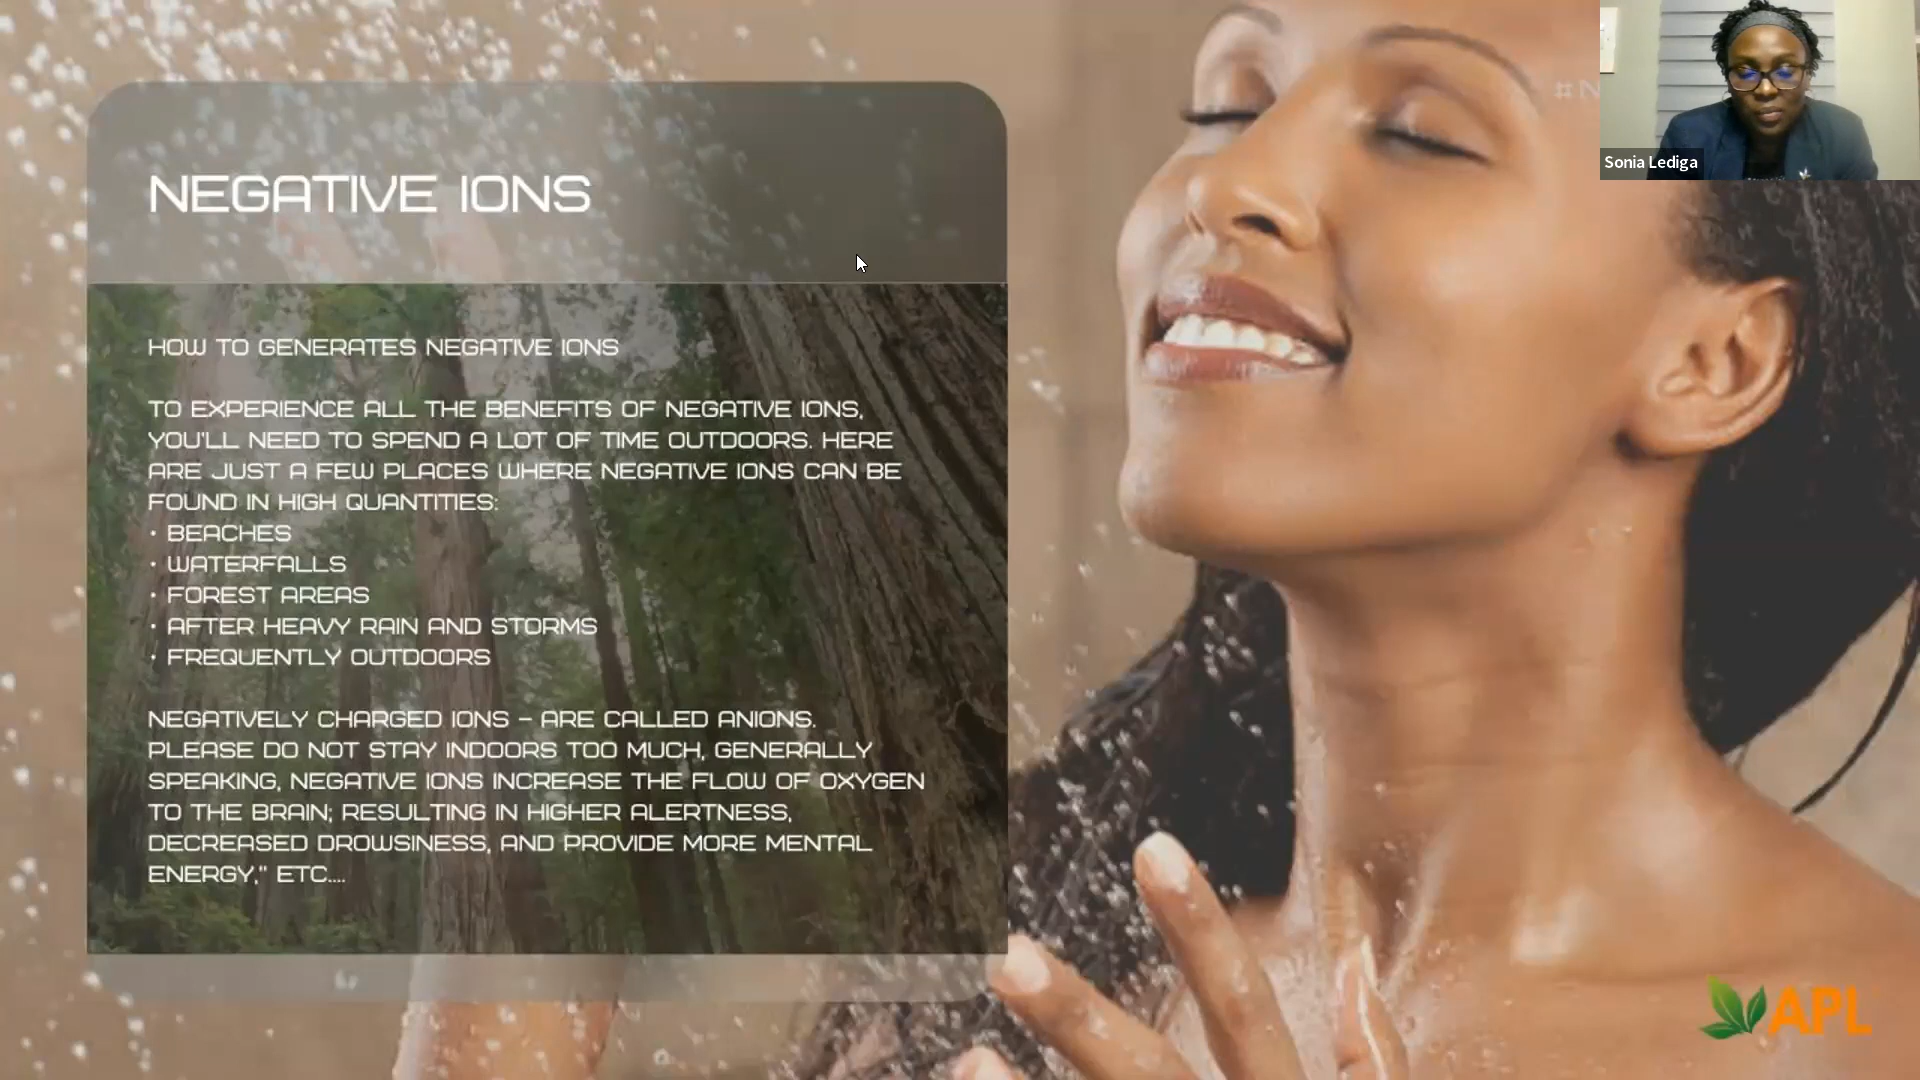 NEGATIVE IONS
HOW TO GENERATES NEGATIVE IONS
TO EXPERIENCE ALL THE BENEFITS OF NEGATIVE IONS,
YOU'LL NEED TO SPEND A LOT OF TIME OUTDOORS. HERE
ARE JUST A FEW PLACES WHERE NEGATIVE IONS CAN BE
FOUND IN HIGH QUANTITIES:
• BEACHES
• WATERFALLS
• FOREST AREAS
• AFTER HEAVY RAIN AND STORMS
• FREQUENTLY OUTDOORS
NEGATIVELY CHARGED IONS – ARE CALLED ANIONS.
PLEASE DO NOT STAY INDOORS TOO MUCH, GENERALLY
SPEAKING, NEGATIVE IONS INCREASE THE FLOW OF OXYGEN
TO THE BRAIN; RESULTING IN HIGHER ALERTNESS,
DECREASED DROWSINESS, AND PROVIDE MORE MENTAL
ENERGY," ETC....
#N
Sonia Lediga
APL